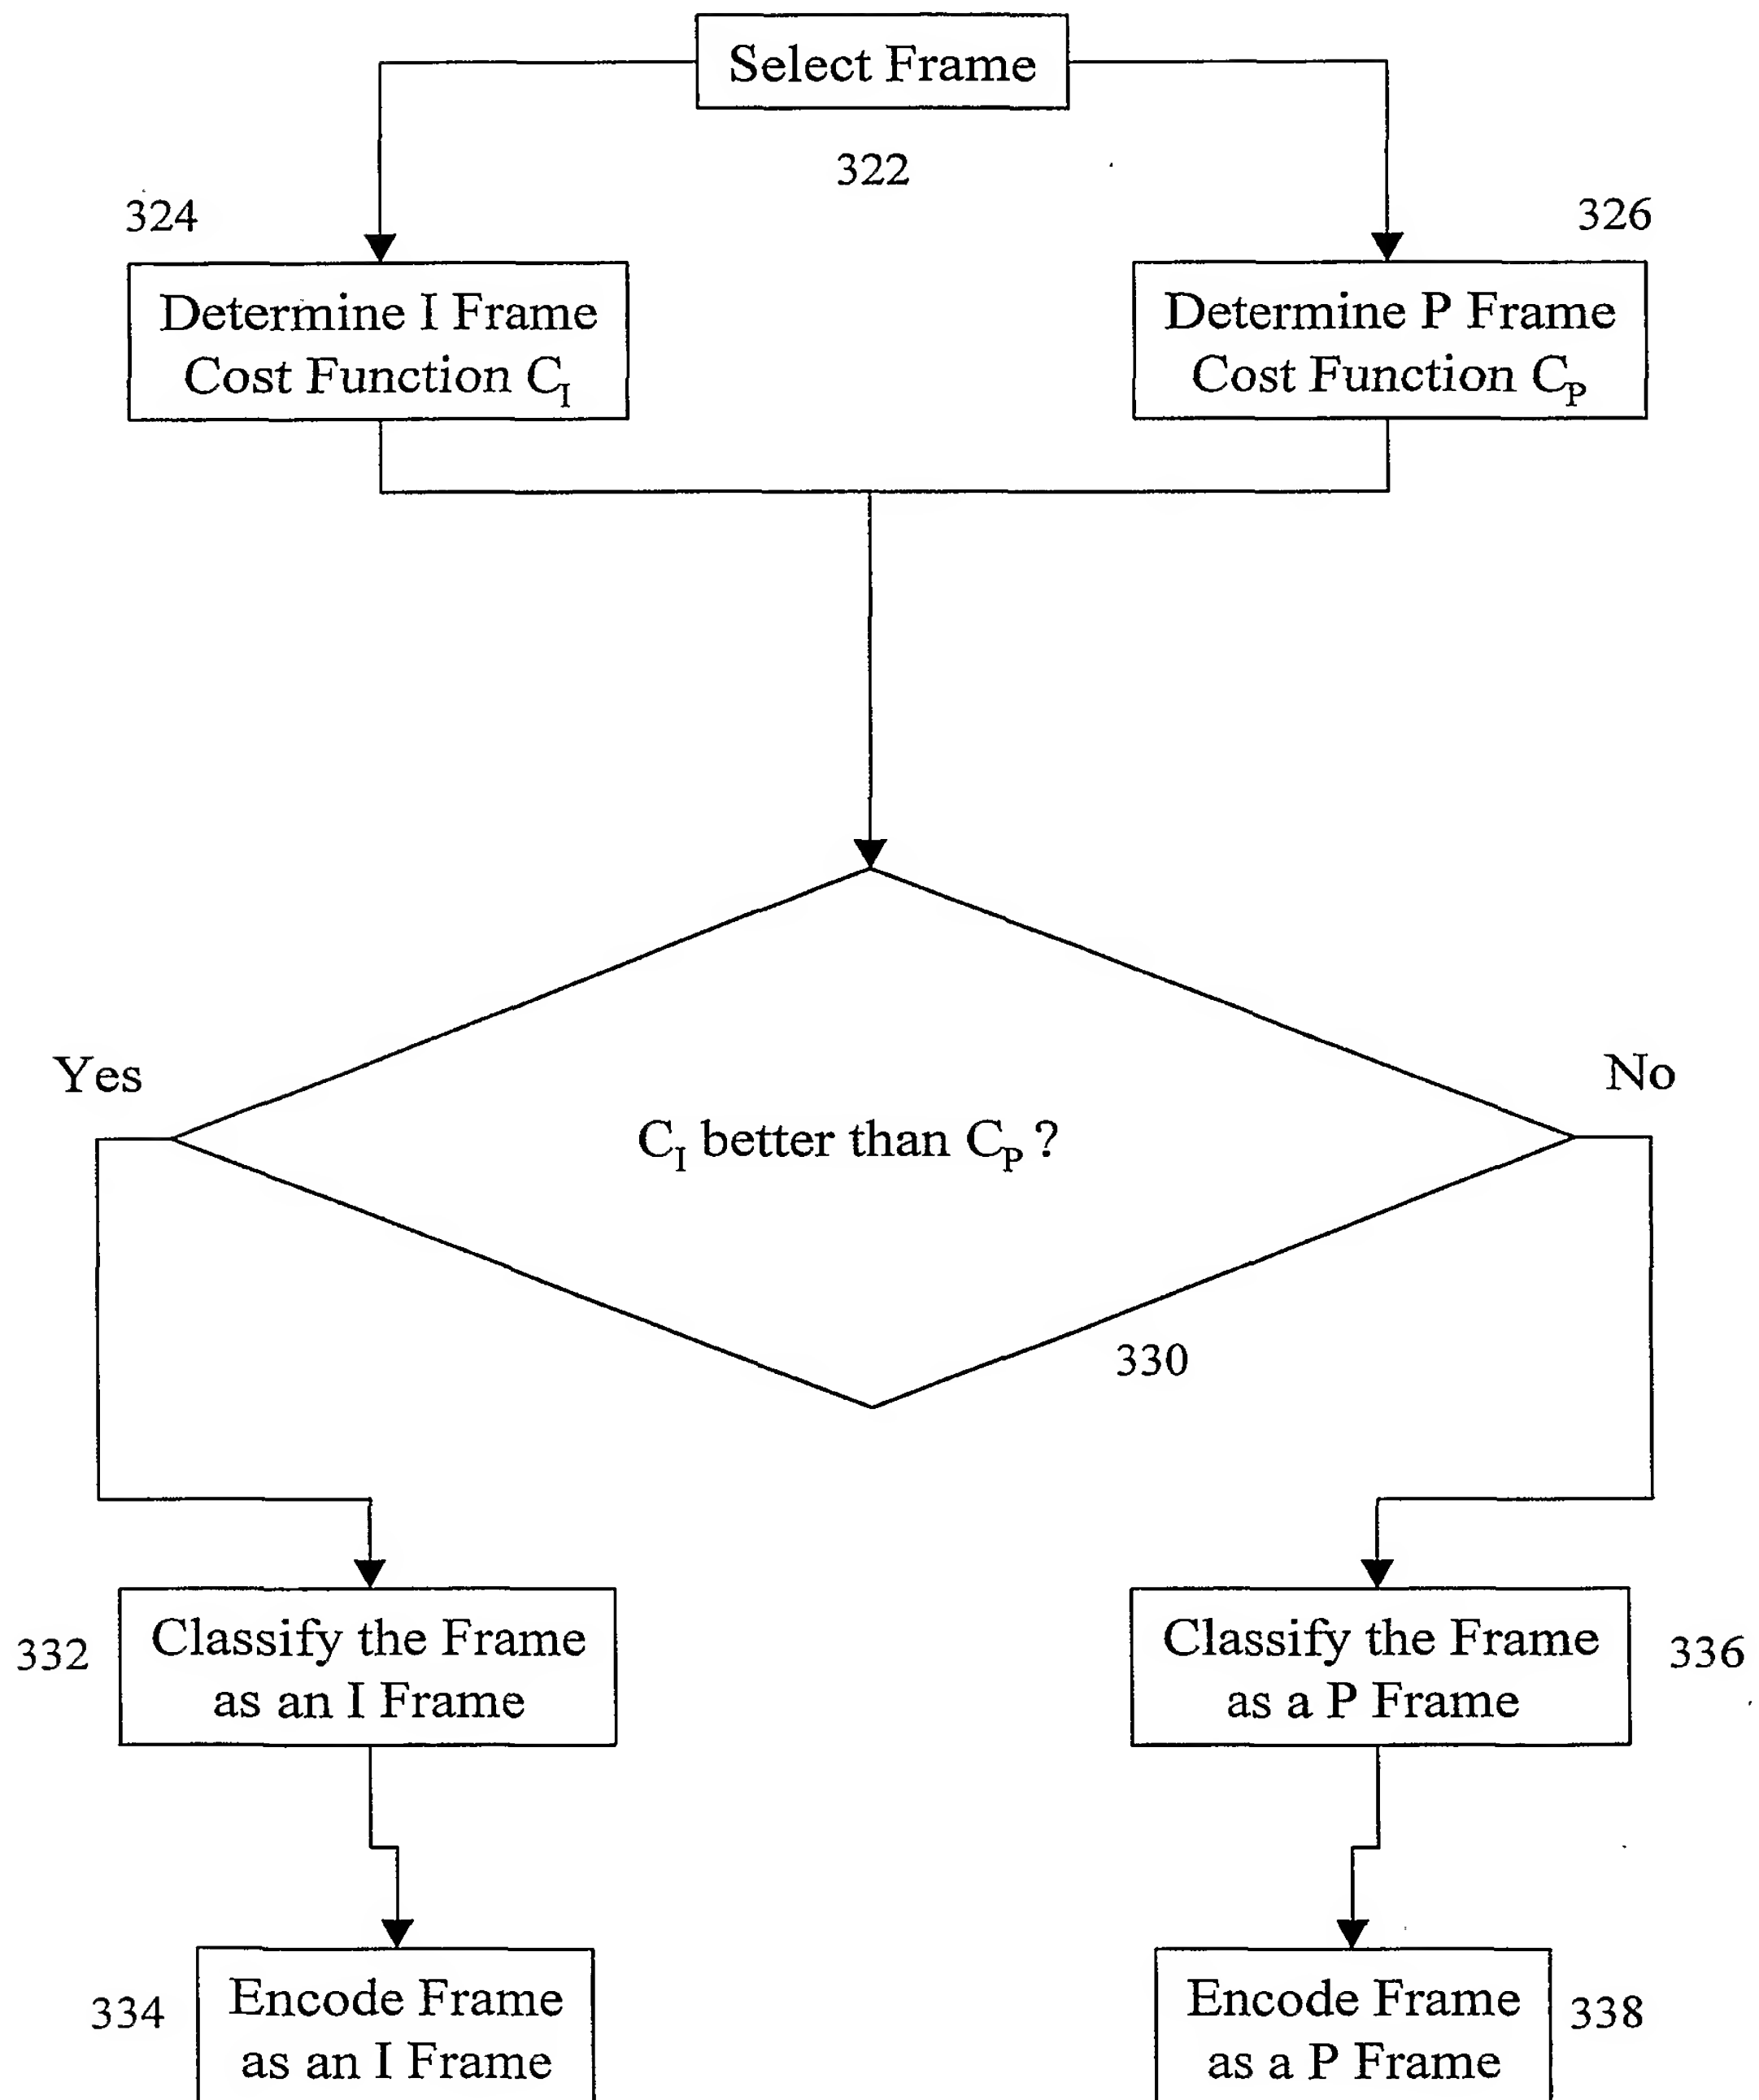 Select Frame
322
324
326
Determine I Frame
Cost Function C_I
Determine P Frame
Cost Function C_P
Yes
No
C_I better than C_P ?
330
332
Classify the Frame
as an I Frame
Classify the Frame
as a P Frame
336
334
Encode Frame
as an I Frame
Encode Frame
as a P Frame
338